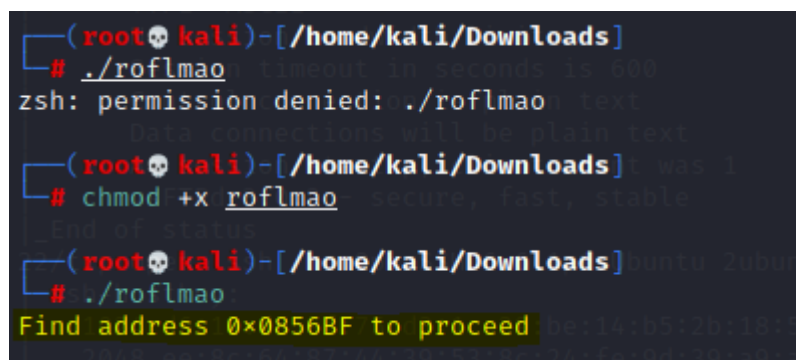 ┌──(root💀kali)-[/home/kali/Downloads]
└─# ./roflmao
zsh: permission denied: ./roflmao
┌──(root💀kali)-[/home/kali/Downloads]
└─# chmod +x roflmao
┌──(root💀kali)-[/home/kali/Downloads]
└─# ./roflmao
Find address 0×0856BF to proceed